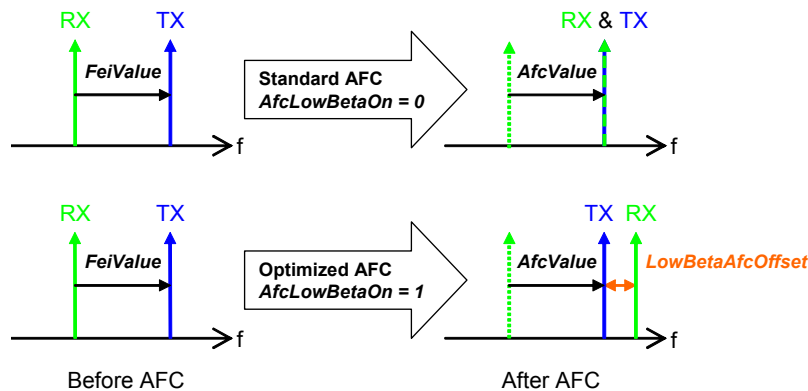 RX TX
FeiValue
f
Standard AFC
AfcLowBetaOn = 0
RX & TX
AfcValue
f
RX TX
FeiValue
f
Optimized AFC
AfcLowBetaOn = 1
TX RX
AfcValue
LowBetaAfcOffset
f
Before AFC
After AFC